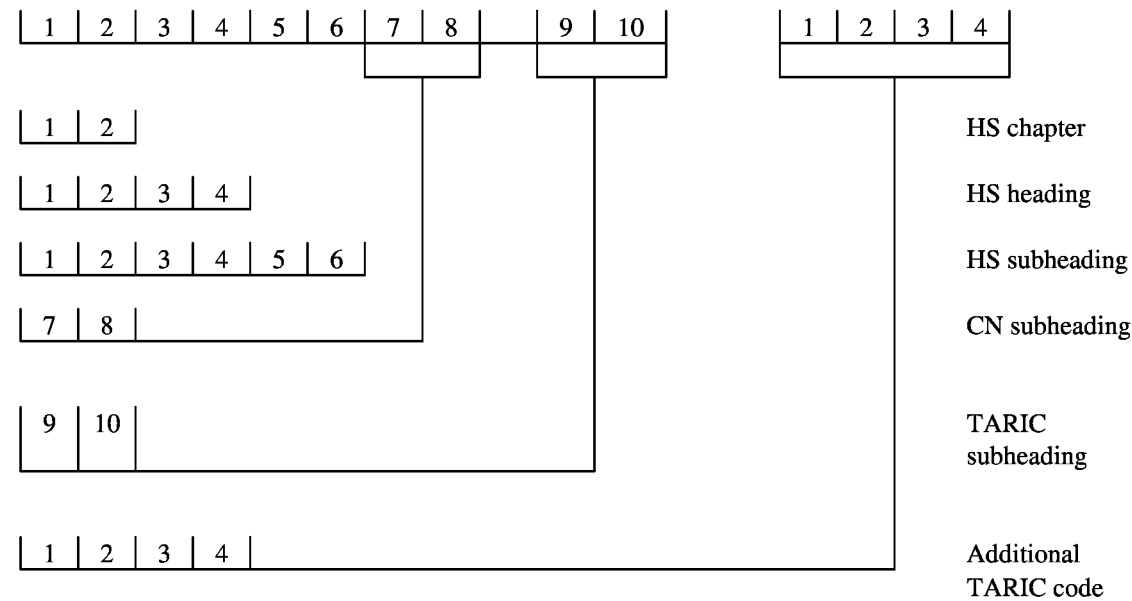 1 2 3 4 5 6 7 8 9 10 1 2 3 4
1 2 HS chapter
1 2 3 4 HS heading
1 2 3 4 5 6 HS subheading
7 8 CN subheading
9 10 TARIC
subheading
1 2 3 4 Additional
TARIC code